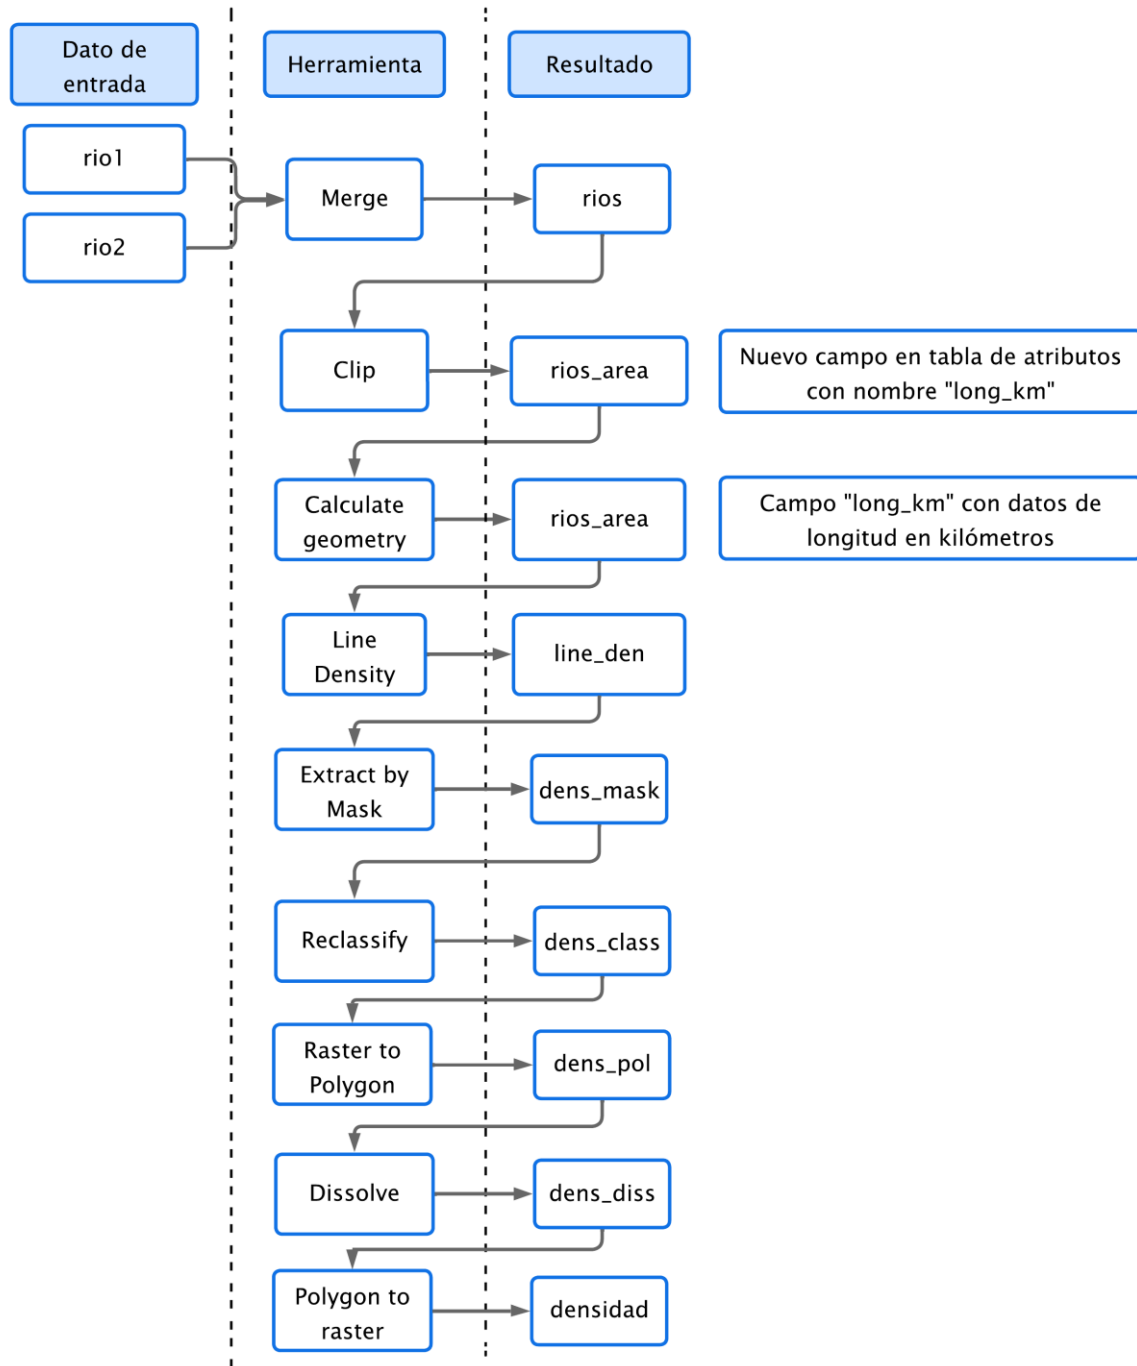 Dato de
entrada
Herramienta
Resultado
rio1
rio2
Merge
rios
Clip
rios_area
Nuevo campo en tabla de atributos
con nombre "long_km"
Calculate
geometry
rios_area
Campo "long_km" con datos de
longitud en kilómetros
Line
Density
line_den
Extract by
Mask
dens_mask
Reclassify
dens_class
Raster to
Polygon
dens_pol
Dissolve
dens_diss
Polygon to
raster
densidad